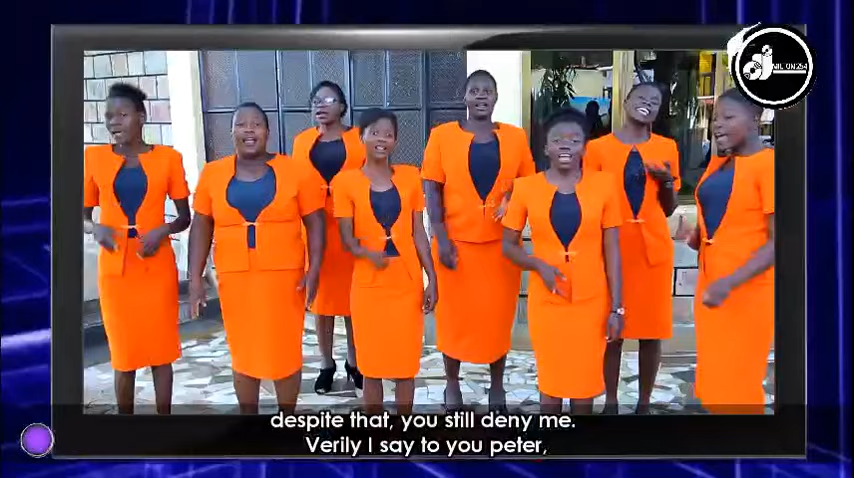 despite that, you still deny me.
Verily I say to you peter,